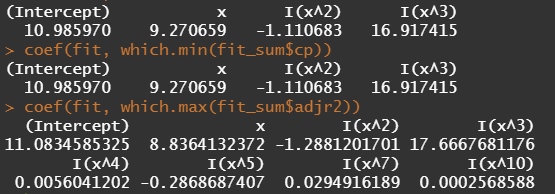 (Intercept) x I(x^2) I(x^3)
10.985970 9.270659 -1.110683 16.917415
> coef(fit, which.min(fit_sum$cp))
(Intercept) x I(x^2) I(x^3)
10.985970 9.270659 -1.110683 16.917415
> coef(fit, which.max(fit_sum$adjr2))
(Intercept) x I(x^2) I(x^3)
11.0834585325 8.8364132372 -1.2881201701 17.6667681176
I(x^4) I(x^5) I(x^7) I(x^10)
0.0056041202 -0.2868687407 0.0294916189 0.0002568588